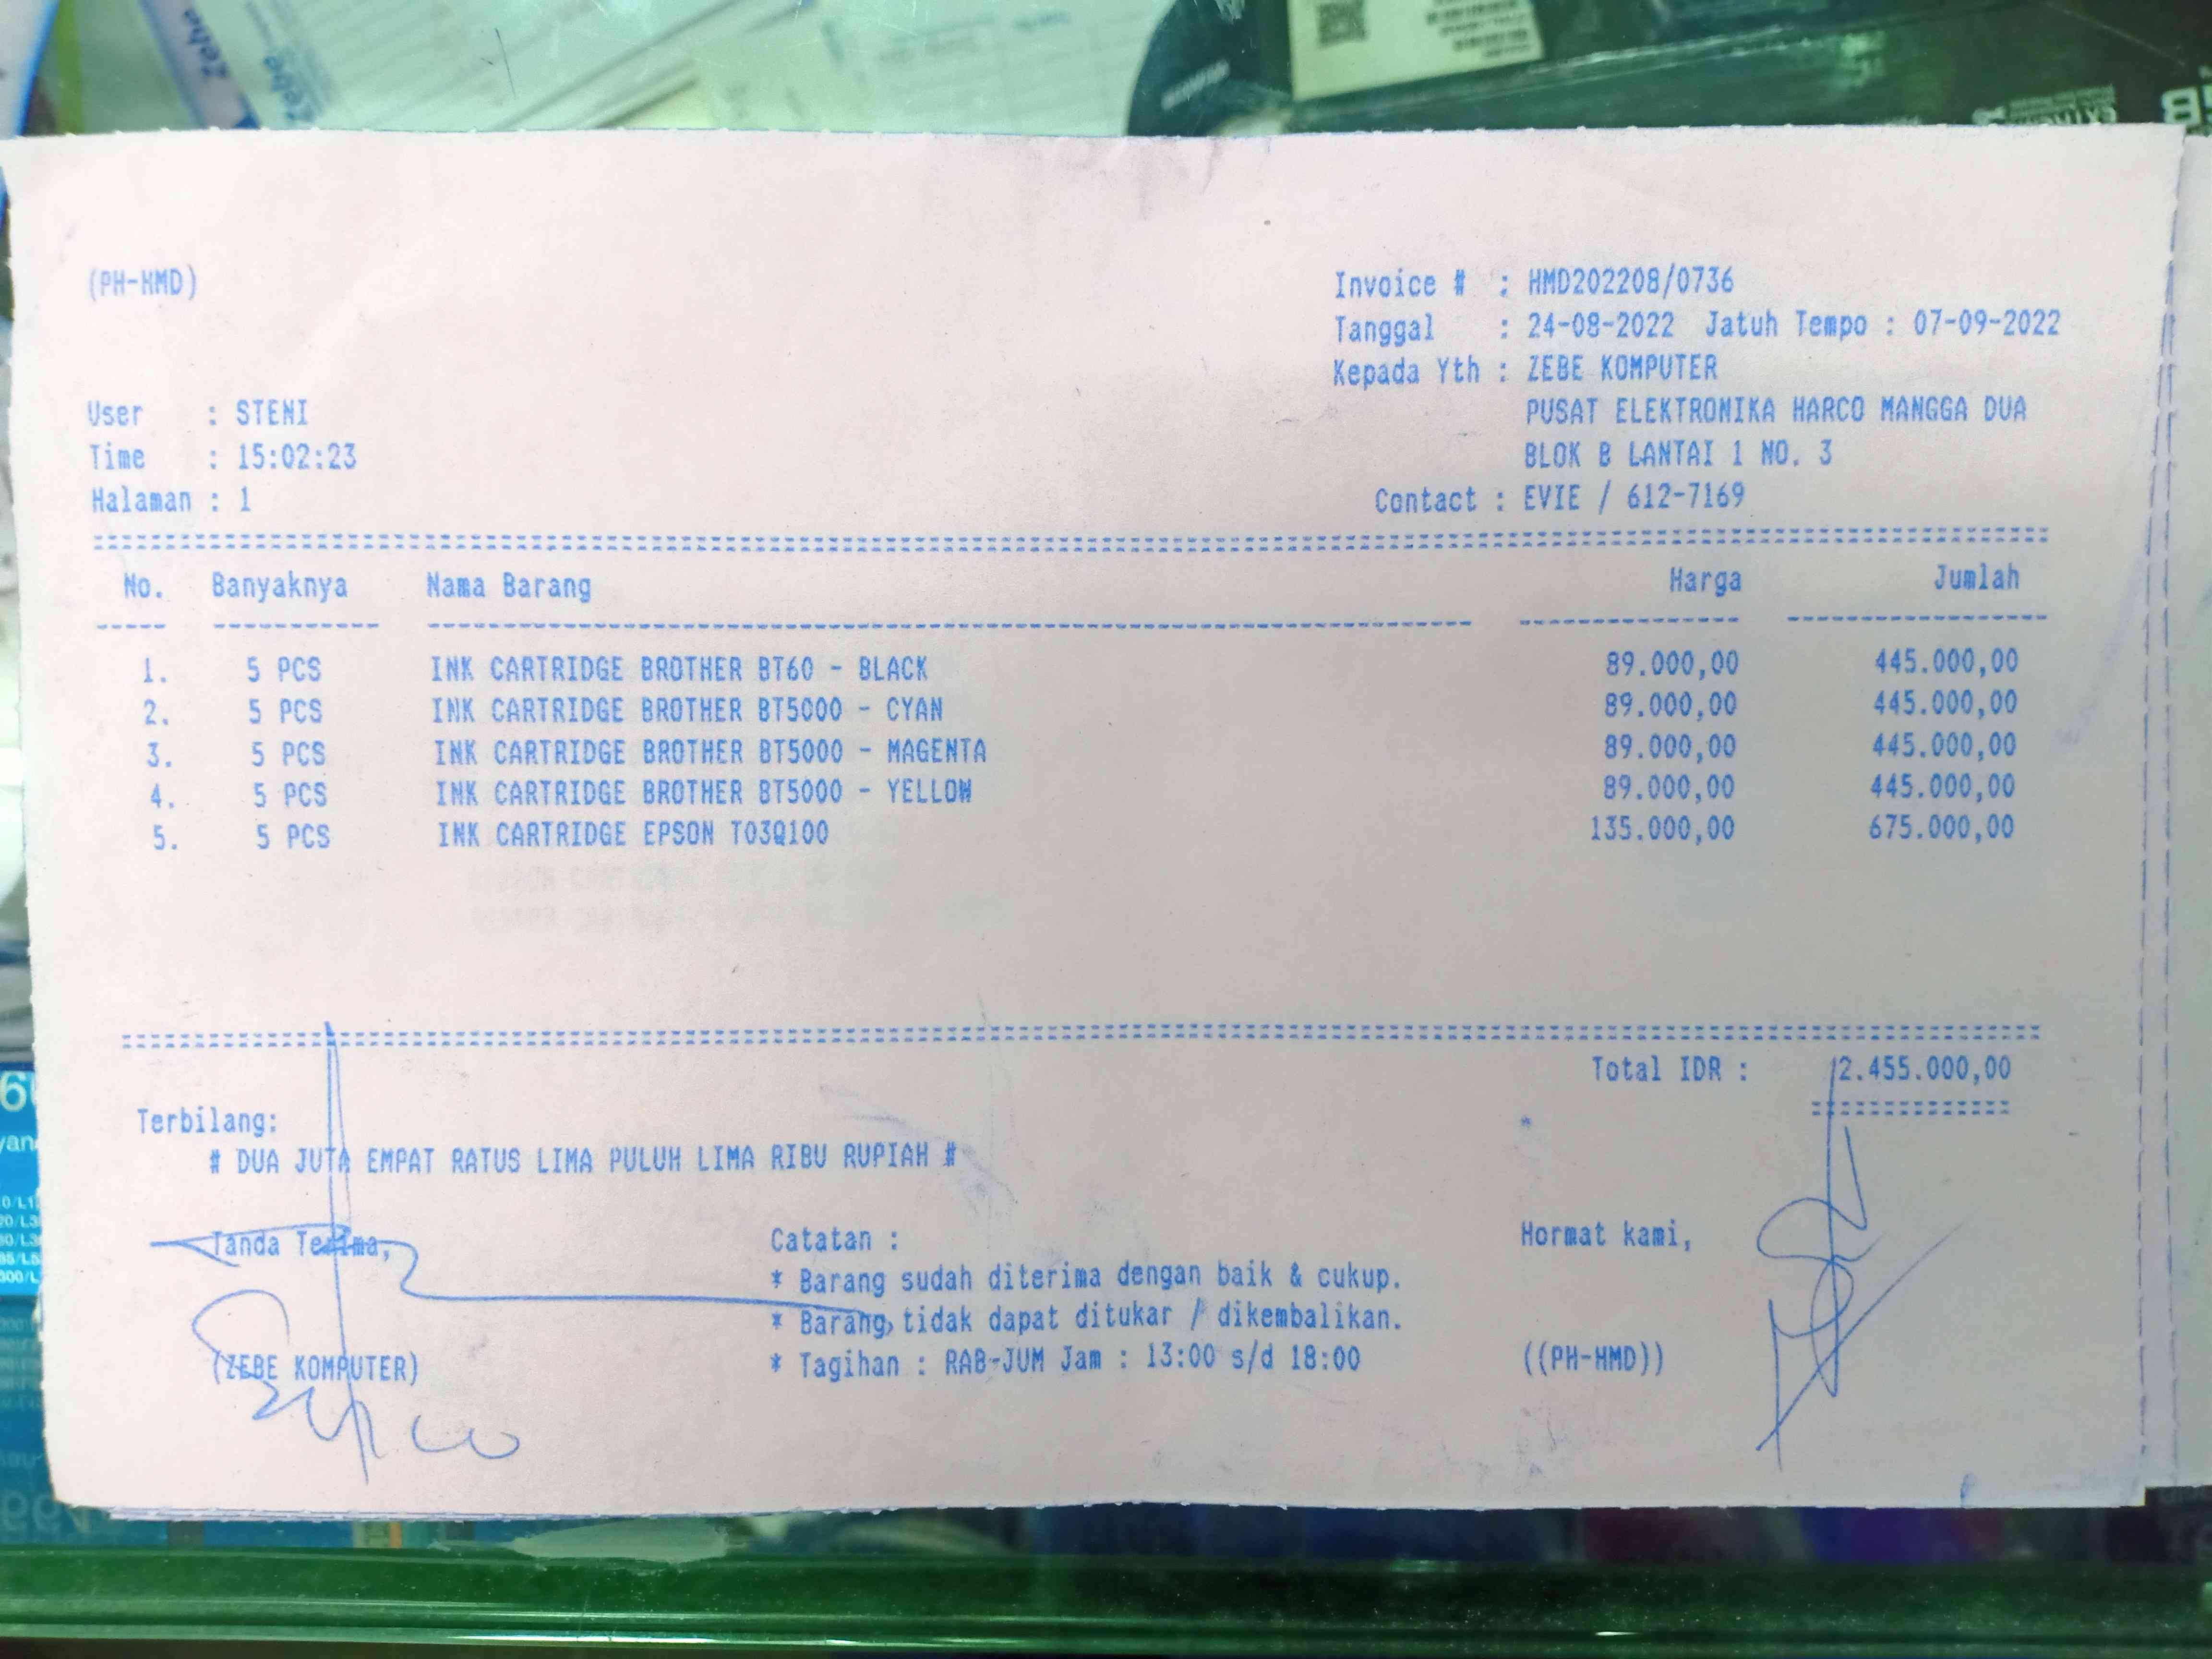 Zebe
Zebe
(PH-HMD)
Invoice # : HMD202208/0736
Tanggal : 24-08-2022 Jatuh Tempo : 07-09-2022
Kepada Yth : ZEBE KOMPUTER
PUSAT ELEKTRONIKA HARCO MANGGA DUA
BLOK B LANTAI 1 NO. 3
Contact : EVIE / 612-7169
User : STENI
Time : 15:02:23
Halaman : 1
No. Banyaknya Nama Barang Harga Jumlah
1. 5 PCS INK CARTRIDGE BROTHER BT60 - BLACK 89.000,00 445.000,00
2. 5 PCS INK CARTRIDGE BROTHER BT5000 - CYAN 89.000,00 445.000,00
3. 5 PCS INK CARTRIDGE BROTHER BT5000 - MAGENTA 89.000,00 445.000,00
4. 5 PCS INK CARTRIDGE BROTHER BT5000 - YELLOW 89.000,00 445.000,00
5. 5 PCS INK CARTRIDGE EPSON T03Q100 135.000,00 675.000,00
Total IDR : 2.455.000,00
*
Terbilang:
# DUA JUTA EMPAT RATUS LIMA PULUH LIMA RIBU RUPIAH #
Tanda Terima,
(ZEBE KOMPUTER)
Catatan :
* Barang sudah diterima dengan baik & cukup.
* Barang tidak dapat ditukar / dikembalikan.
* Tagihan : RAB-JUM Jam : 13:00 s/d 18:00
Hormat kami,
((PH-HMD))